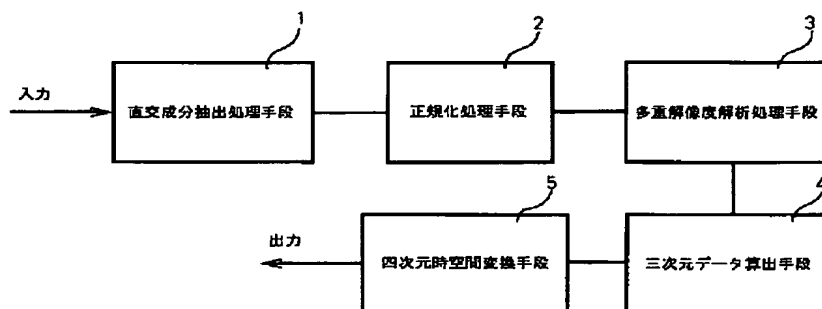 1
2
3
入力
直交成分抽出処理手段
正規化処理手段
多重解像度解析処理手段
5
4
出力
四次元時空間変換手段
三次元データ算出手段